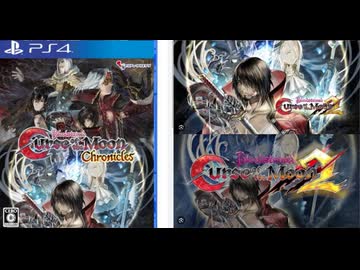 PS4
Bloodstained
Curse of the Moon
Chronicles
Bloodstained
Curse of the Moon 2
Bloodstained
Curse of the Moon 2